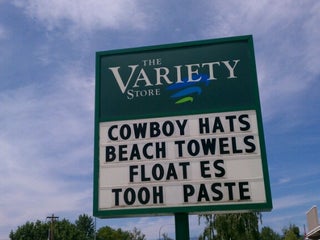 THE
VARIETY
STORE
COWBOY HATS
BEACH TOWELS
FLOAT ES
TOOH PASTE